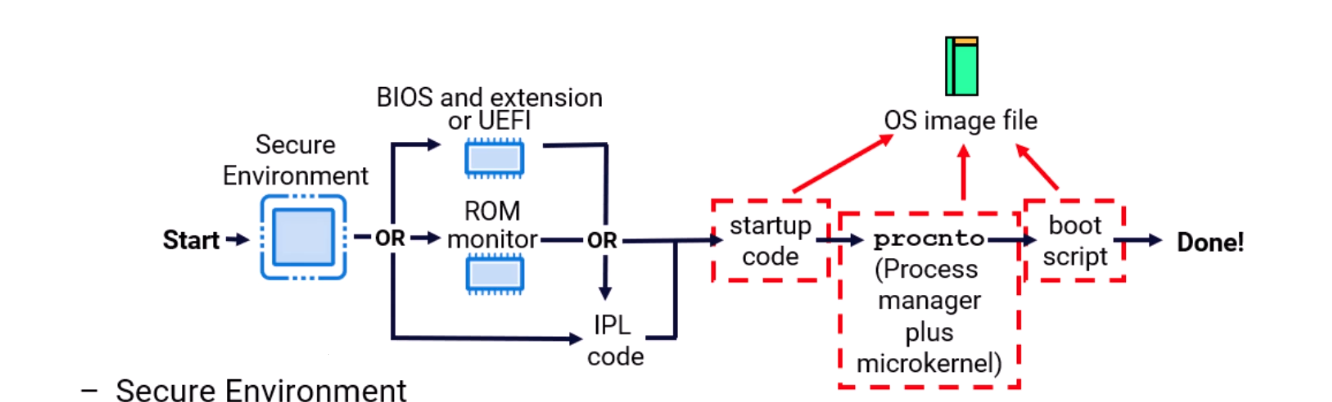 BIOS and extension
or UEFI
OS image file
Secure
Environment
ROM
monitor
Start
OR
OR
startup
code
procnto
(Process
manager
plus
microkernel)
boot
script
Done!
IPL
code
– Secure Environment